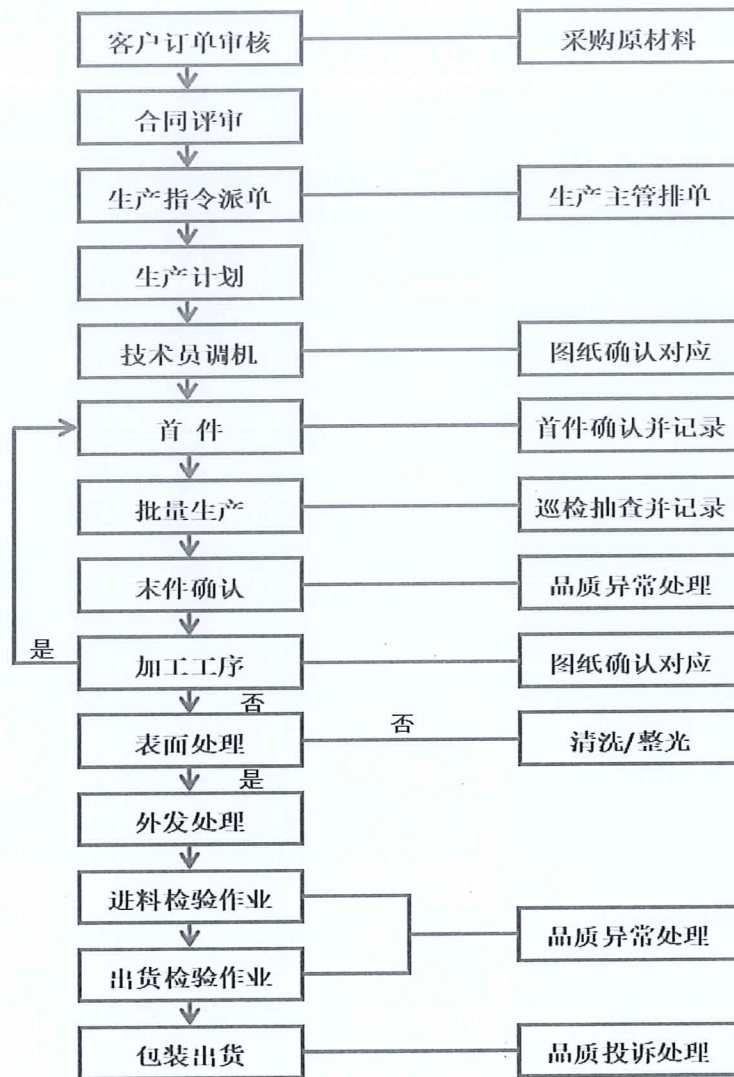 客户订单审核
采购原材料
合同评审
生产指令派单
生产主管排单
生产计划
技术员调机
图纸确认对应
首 件
首件确认并记录
批量生产
巡检抽查并记录
末件确认
品质异常处理
是
加工工序
图纸确认对应
否
表面处理
否
清洗/整光
是
外发处理
进料检验作业
品质异常处理
出货检验作业
包装出货
品质投诉处理